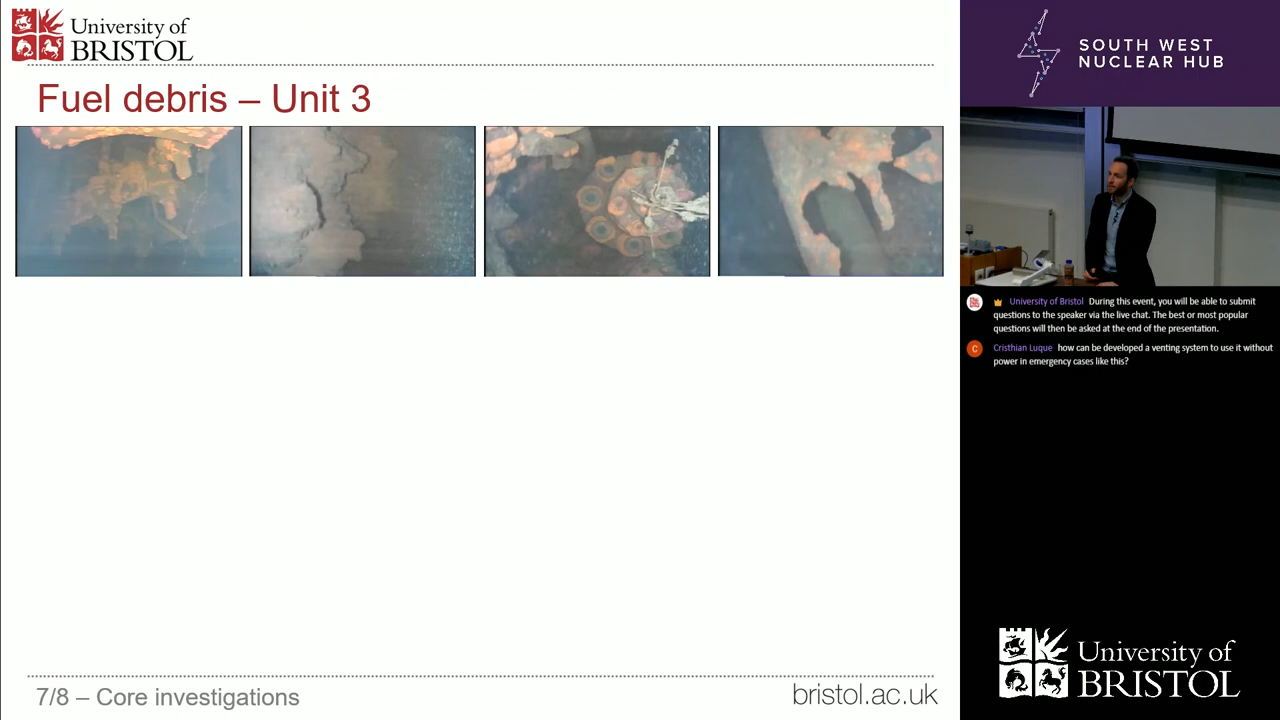 University of
BRISTOL
Fuel debris – Unit 3
7/8 – Core investigations
bristol.ac.uk
SOUTH WEST
NUCLEAR HUB
University of Bristol During this event, you will be able to submit
questions to the speaker via the live chat. The best or most popular
questions will then be asked at the end of the presentation.
C
Cristhian Luque how can be developed a venting system to use it without
power in emergency cases like this?
University of
BRISTOL